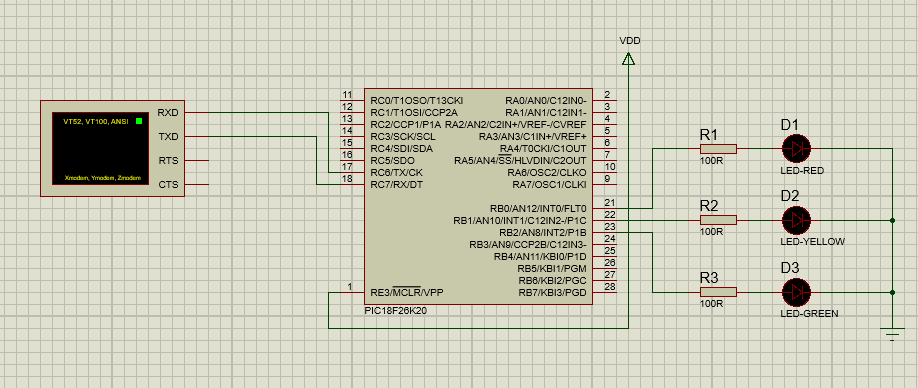 VDD
VT52, VT100, ANSI
Xmodem, Ymodem, Zmodem
RXD
TXD
RTS
CTS
11 RC0/T1OSO/T13CKI
12 RC1/T1OSI/CCP2A
13 RC2/CCP1/P1A
14 RC3/SCK/SCL
15 RC4/SDI/SDA
16 RC5/SDO
17 RC6/TX/CK
18 RC7/RX/DT
1 RE3/MCLR/VPP
RA0/AN0/C12IN0- 2
RA1/AN1/C12IN1- 3
RA2/AN2/C2IN+/VREF-/CVREF 4
RA3/AN3/C1IN+/VREF+ 5
RA4/T0CKI/C1OUT 6
RA5/AN4/SS/HLVDIN/C2OUT 7
RA6/OSC2/CLKO 10
RA7/OSC1/CLKI 9
RB0/AN12/INT0/FLT0 21
RB1/AN10/INT1/C12IN2-/P1C 22
RB2/AN8/INT2/P1B 23
RB3/AN9/CCP2B/C12IN3- 24
RB4/AN11/KBI0/P1D 25
RB5/KBI1/PGM 26
RB6/KBI2/PGC 27
RB7/KBI3/PGD 28
PIC18F26K20
R1
100R
D1
LED-RED
R2
100R
D2
LED-YELLOW
R3
100R
D3
LED-GREEN